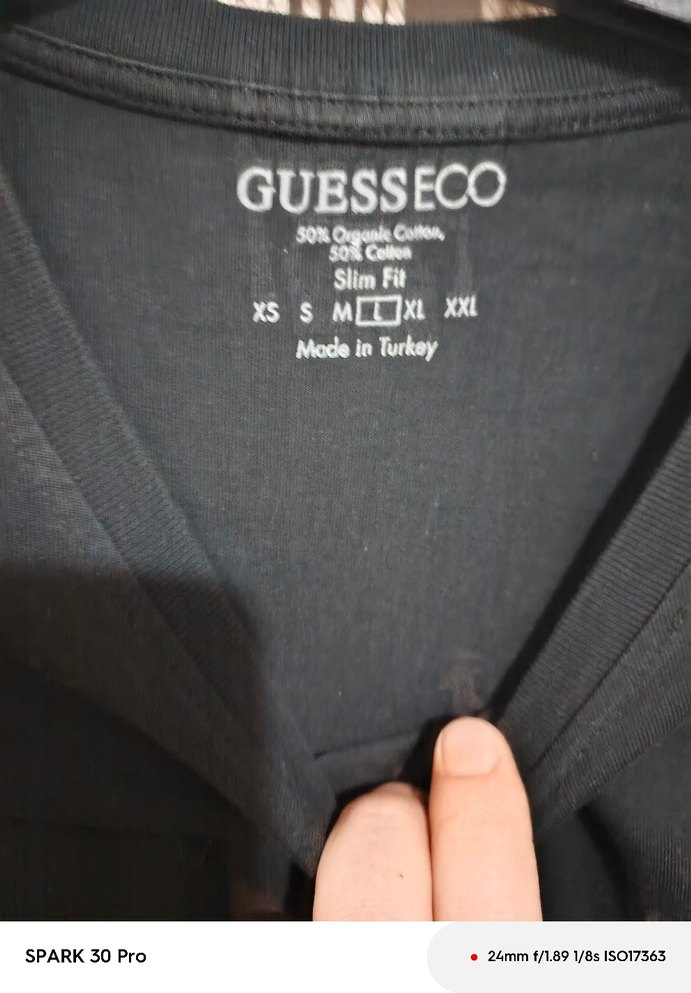 GUESSECO
50% Organic Cotton,
50% Cotton
Slim Fit
XS S M L XL XXL
Made in Turkey
SPARK 30 Pro
24mm f/1.89 1/8s ISO17363